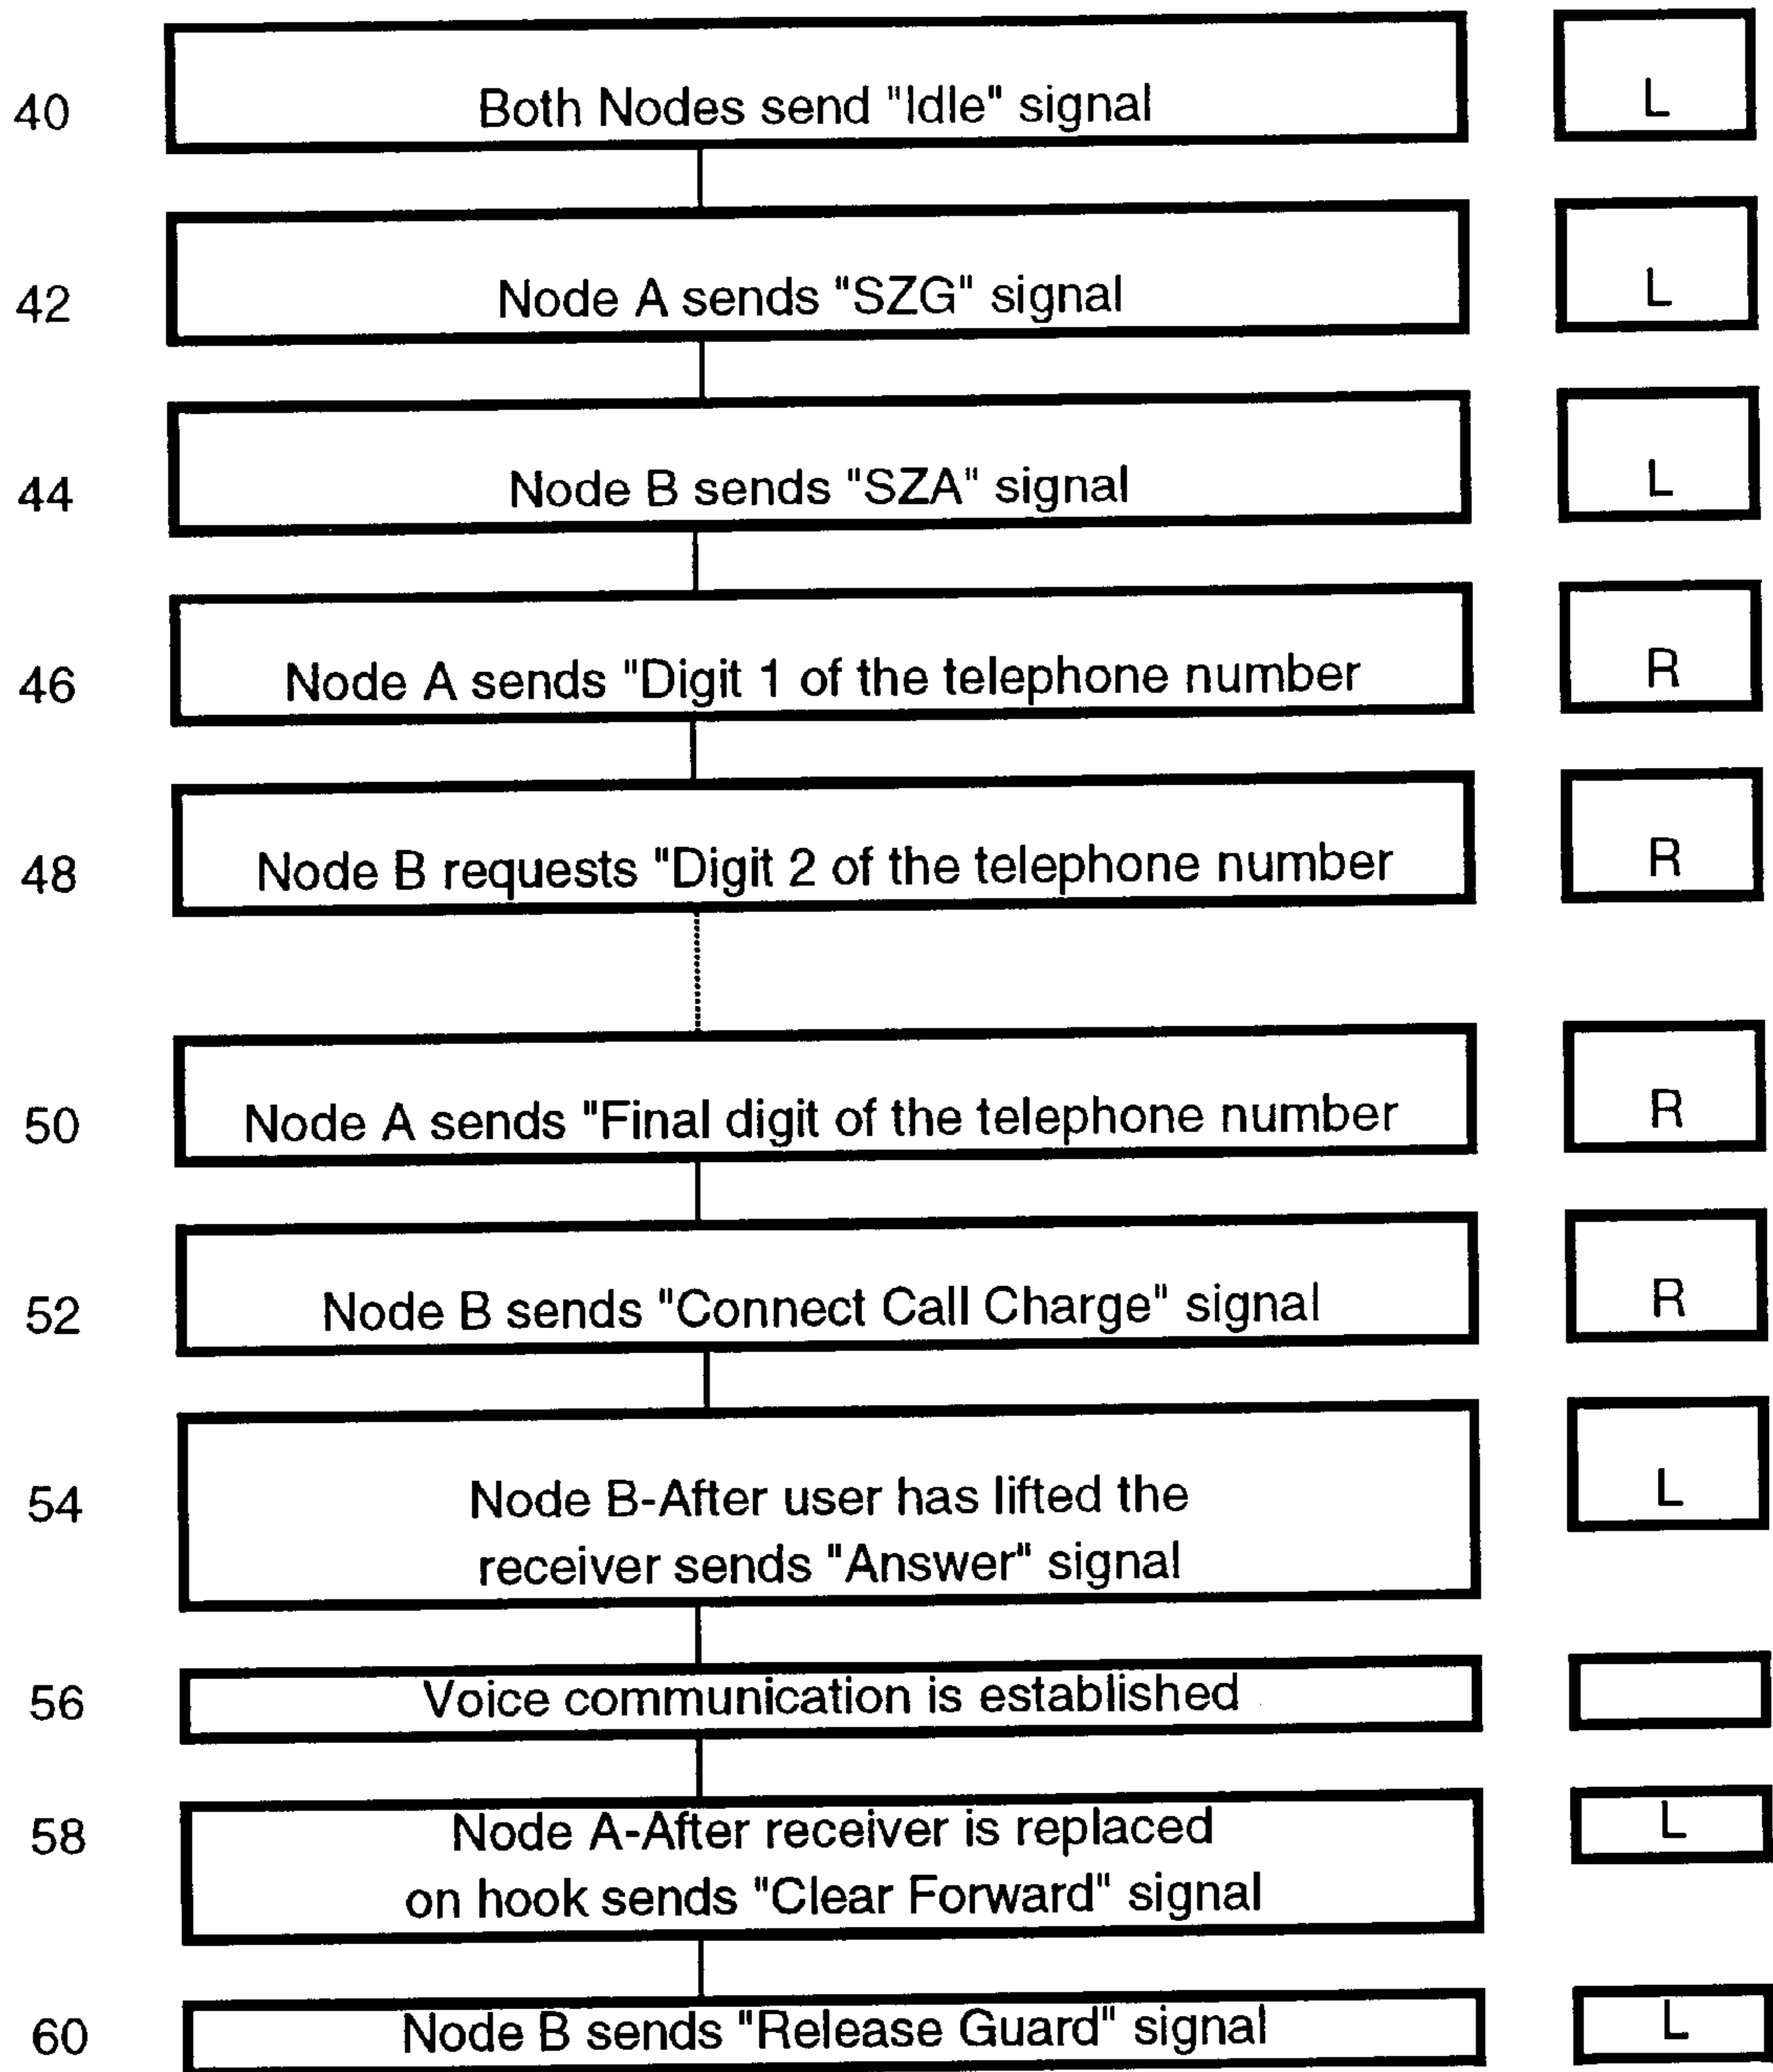 40 Both Nodes send "Idle" signal L
42 Node A sends "SZG" signal L
44 Node B sends "SZA" signal L
46 Node A sends "Digit 1 of the telephone number R
48 Node B requests "Digit 2 of the telephone number R
50 Node A sends "Final digit of the telephone number R
52 Node B sends "Connect Call Charge" signal R
54 Node B-After user has lifted the L
receiver sends "Answer" signal
56 Voice communication is established
58 Node A-After receiver is replaced L
on hook sends "Clear Forward" signal
60 Node B sends "Release Guard" signal L